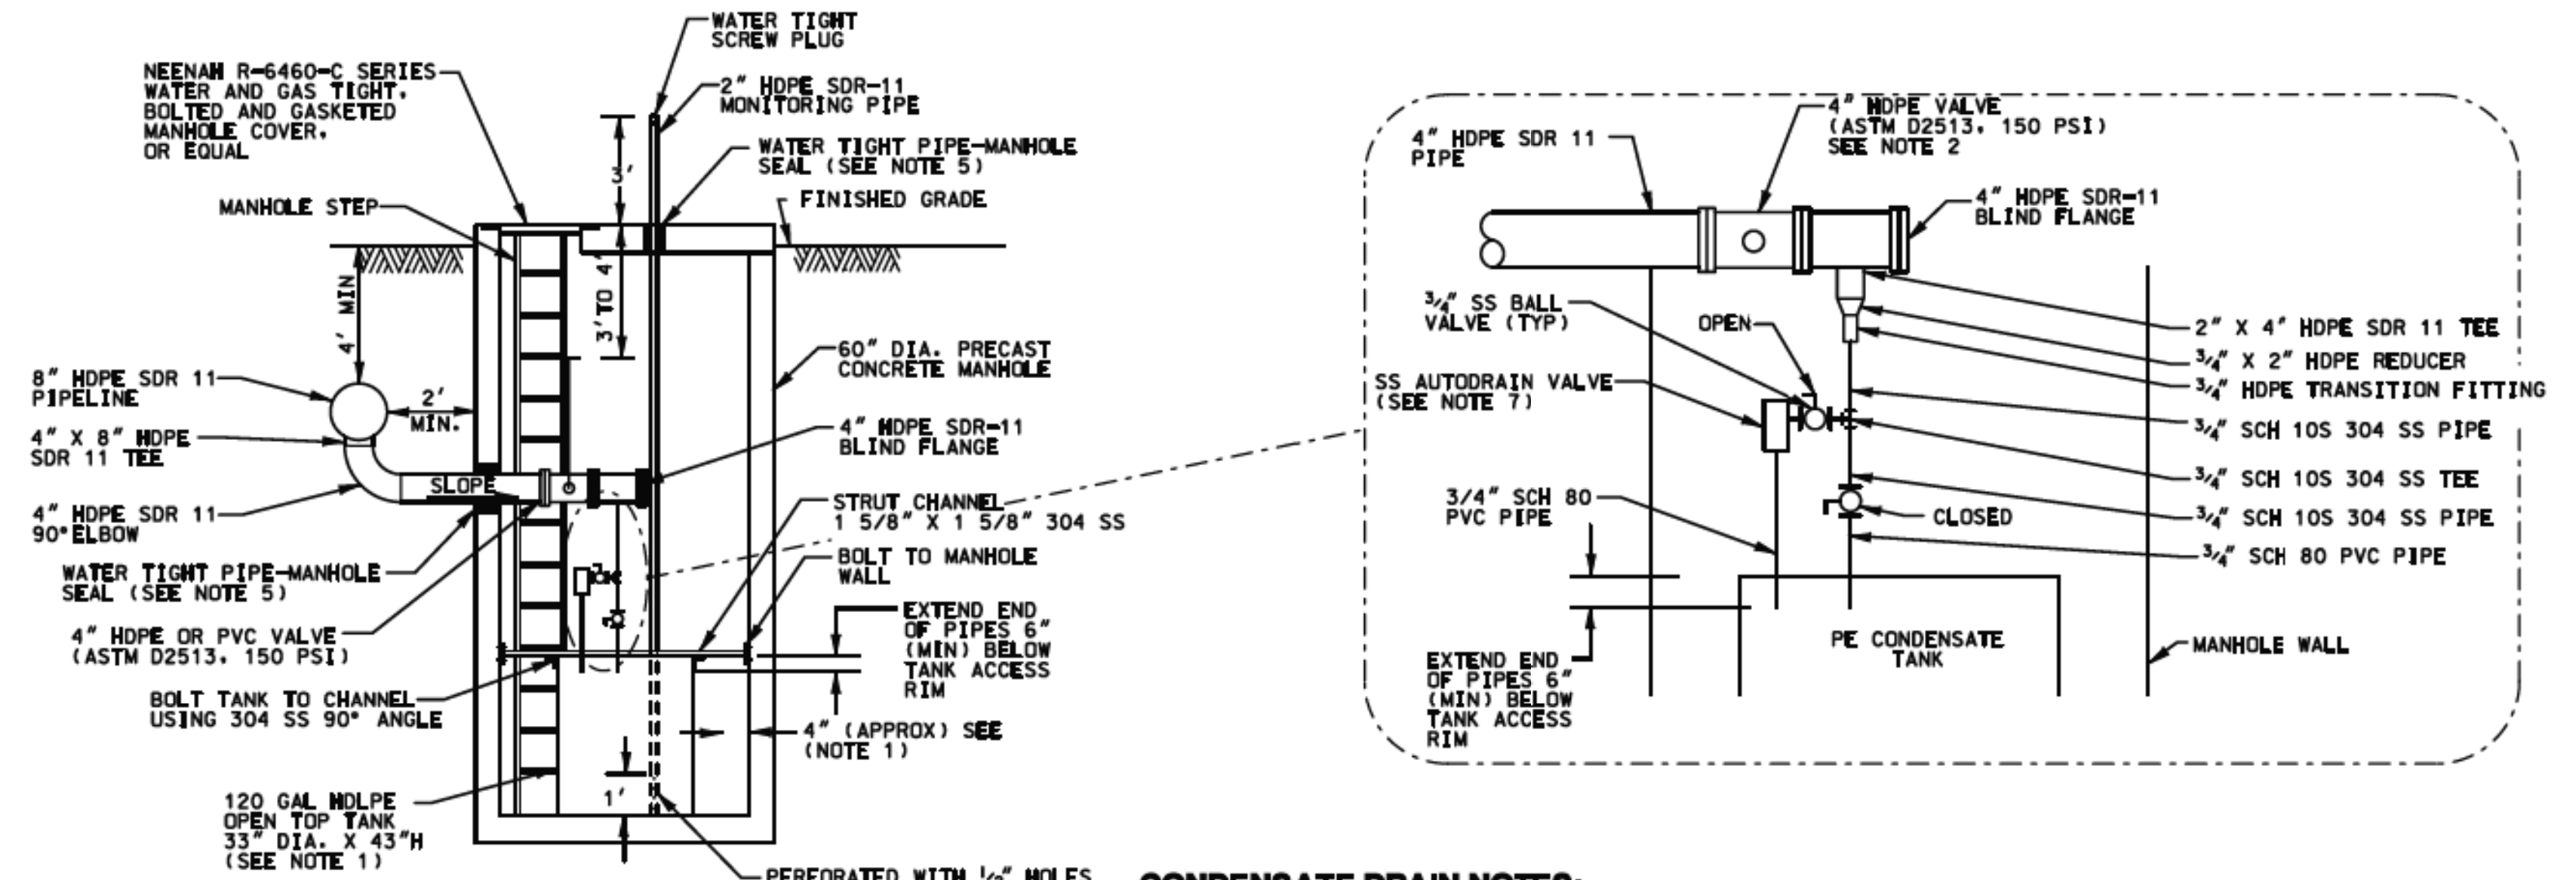 WATER TIGHT
SCREW PLUG
NEENAH R-6460-C SERIES
WATER AND GAS TIGHT,
BOLTED AND GASKETED
MANHOLE COVER,
OR EQUAL
2" HDPE SDR-11
MONITORING PIPE
WATER TIGHT PIPE-MANHOLE
SEAL (SEE NOTE 5)
MANHOLE STEP
FINISHED GRADE
3'
3' TO 4'
4' MIN
8" HDPE SDR 11
PIPELINE
2'
MIN.
60" DIA. PRECAST
CONCRETE MANHOLE
4" X 8" HDPE
SDR 11 TEE
4" HDPE SDR-11
BLIND FLANGE
SLOPE
4" HDPE SDR 11
90° ELBOW
STRUT CHANNEL
1 5/8" X 1 5/8" 304 SS
BOLT TO MANHOLE
WALL
WATER TIGHT PIPE-MANHOLE
SEAL (SEE NOTE 5)
EXTEND END
OF PIPES 6"
(MIN) BELOW
TANK ACCESS
RIM
4" HDPE OR PVC VALVE
(ASTM D2513, 150 PSI)
BOLT TANK TO CHANNEL
USING 304 SS 90° ANGLE
4" (APPROX) SEE
(NOTE 1)
1'
120 GAL HDLPE
OPEN TOP TANK
33" DIA. X 43"H
(SEE NOTE 1)
PERFORATED WITH 1/2" HOLES
CONDENSATE DRAIN NOTES:
4" HDPE SDR 11
PIPE
4" HDPE VALVE
(ASTM D2513, 150 PSI)
SEE NOTE 2
4" HDPE SDR-11
BLIND FLANGE
3/4" SS BALL
VALVE (TYP)
OPEN
2" X 4" HDPE SDR 11 TEE
3/4" X 2" HDPE REDUCER
3/4" HDPE TRANSITION FITTING
SS AUTODRAIN VALVE
(SEE NOTE 7)
3/4" SCH 10S 304 SS PIPE
3/4" SCH 10S 304 SS TEE
3/4" SCH 80
PVC PIPE
CLOSED
3/4" SCH 10S 304 SS PIPE
3/4" SCH 80 PVC PIPE
PE CONDENSATE
TANK
MANHOLE WALL
EXTEND END
OF PIPES 6"
(MIN) BELOW
TANK ACCESS
RIM